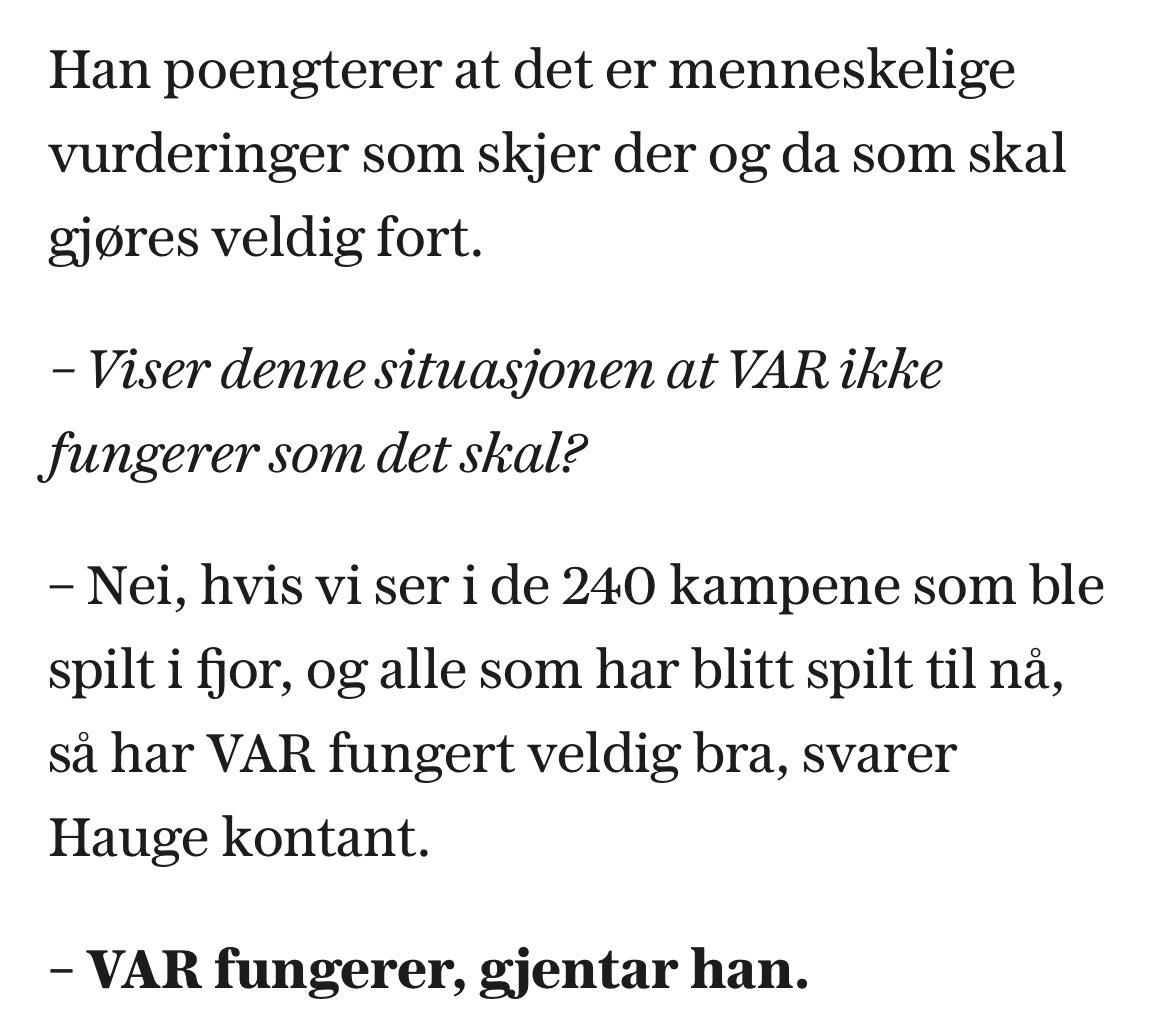 Han poengterer at det er menneskelige
vurderinger som skjer der og da som skal
gjøres veldig fort.
– Viser denne situasjonen at VAR ikke
fungerer som det skal?
– Nei, hvis vi ser i de 240 kampene som ble
spilt i fjor, og alle som har blitt spilt til nå,
så har VAR fungert veldig bra, svarer
Hauge kontant.
– VAR fungerer, gjentar han.